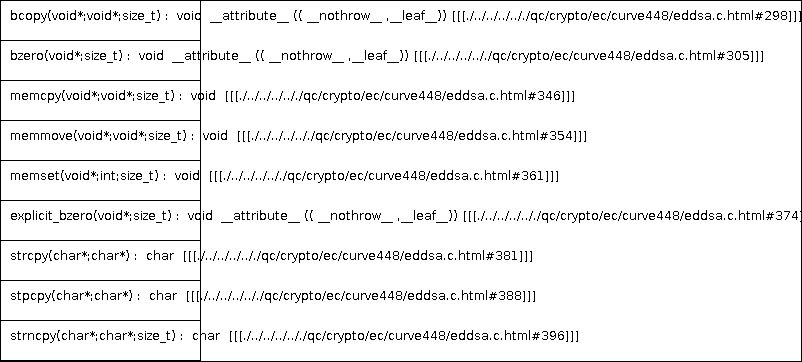 bcopy(void*;void*;size_t) : void __attribute__ (( __nothrow__ ,__leaf__)) [[[./../../../../qc/crypto/ec/curve448/eddsa.c.html#298]]]
bzero(void*;size_t) : void __attribute__ (( __nothrow__ ,__leaf__)) [[[./../../../../qc/crypto/ec/curve448/eddsa.c.html#305]]]
memcpy(void*;void*;size_t) : void [[[./../../../../qc/crypto/ec/curve448/eddsa.c.html#346]]]
memmove(void*;void*;size_t) : void [[[./../../../../qc/crypto/ec/curve448/eddsa.c.html#354]]]
memset(void*;int;size_t) : void [[[./../../../../qc/crypto/ec/curve448/eddsa.c.html#361]]]
explicit_bzero(void*;size_t) : void __attribute__ (( __nothrow__ ,__leaf__)) [[[./../../../../qc/crypto/ec/curve448/eddsa.c.html#374]
strcpy(char*;char*) : char [[[./../../../../qc/crypto/ec/curve448/eddsa.c.html#381]]]
stpcpy(char*;char*) : char [[[./../../../../qc/crypto/ec/curve448/eddsa.c.html#388]]]
strncpy(char*;char*;size_t) : char [[[./../../../../qc/crypto/ec/curve448/eddsa.c.html#396]]]